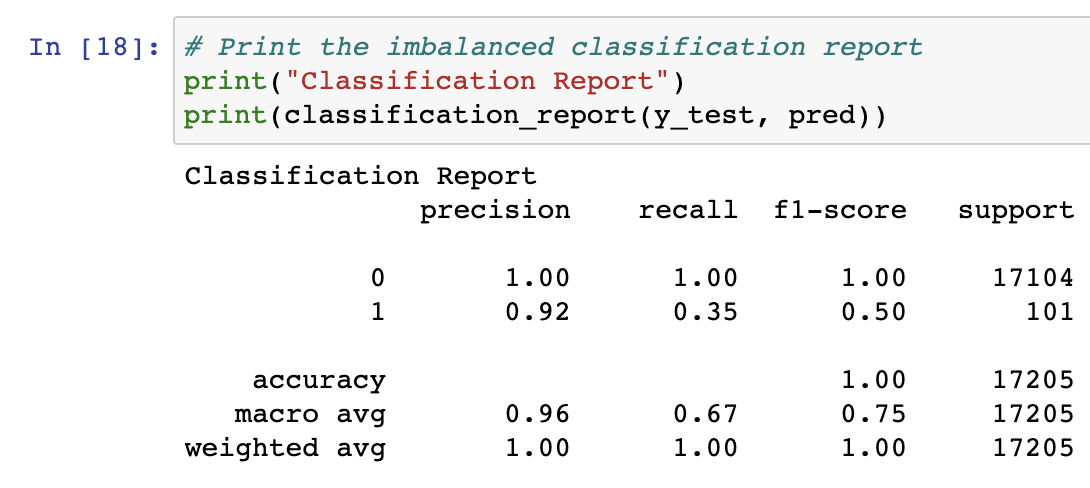 In [18]: # Print the imbalanced classification report
print("Classification Report")
print(classification_report(y_test, pred))
Classification Report
precision recall f1-score support
0 1.00 1.00 1.00 17104
1 0.92 0.35 0.50 101
accuracy 1.00 17205
macro avg 0.96 0.67 0.75 17205
weighted avg 1.00 1.00 1.00 17205